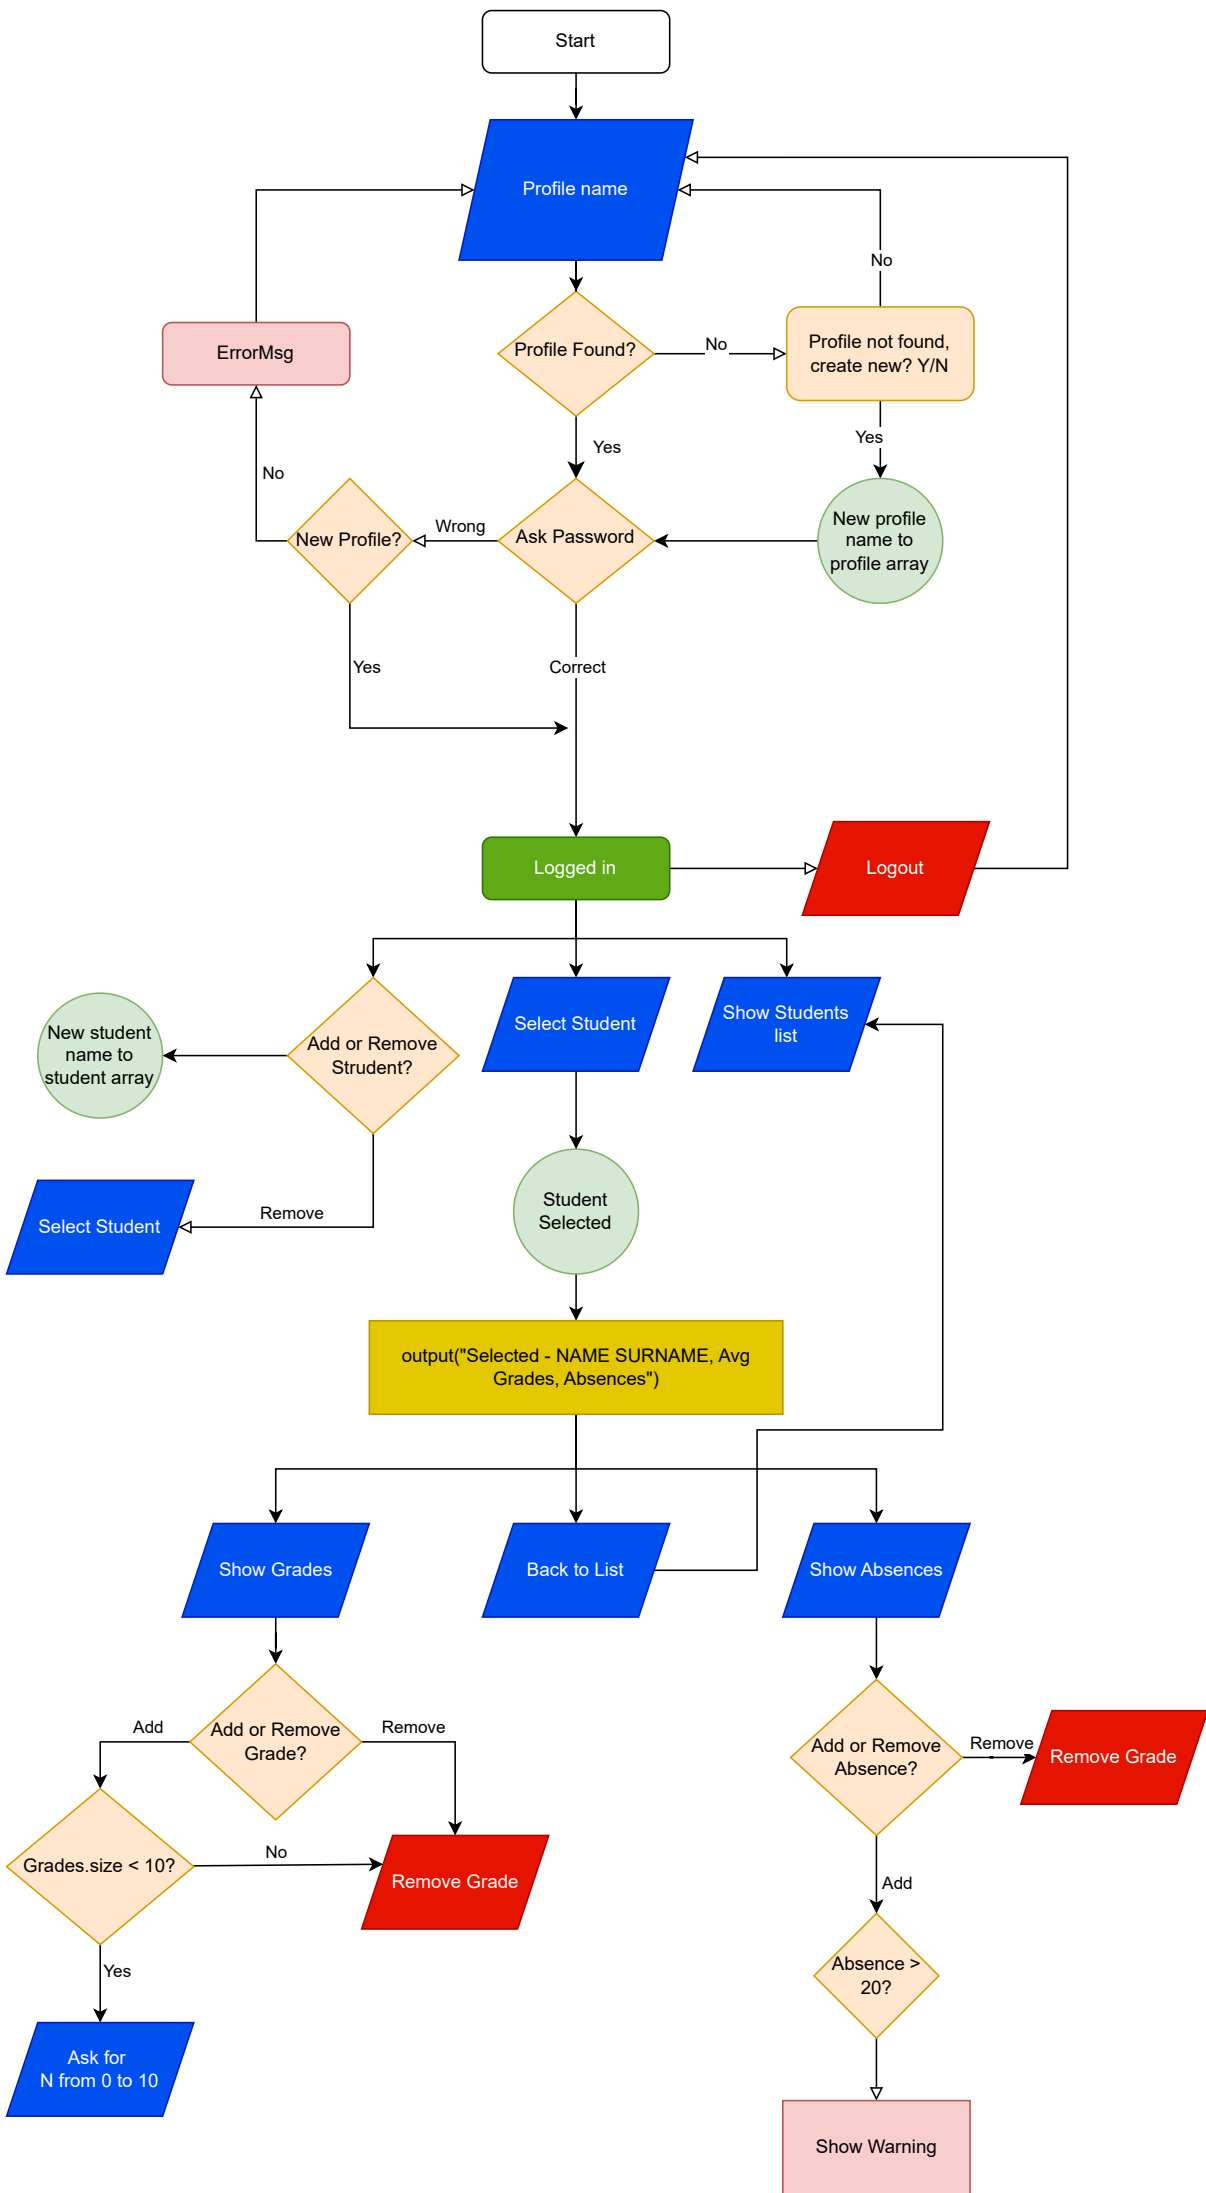 Start
Profile name
No
ErrorMsg
Profile Found?
No
Profile not found,
create new? Y/N
Yes
Yes
No
New Profile?
Wrong
Ask Password
New profile
name to
profile array
Yes
Correct
Logged in
Logout
New student
name to
student array
Add or Remove
Strudent?
Select Student
Show Students
list
Select Student
Remove
Student
Selected
output("Selected - NAME SURNAME, Avg
Grades, Absences")
Show Grades
Back to List
Show Absences
Add
Add or Remove
Grade?
Remove
Add or Remove
Absence?
Remove
Remove Grade
Grades.size < 10?
No
Remove Grade
Add
Yes
Absence >
20?
Ask for
N from 0 to 10
Show Warning